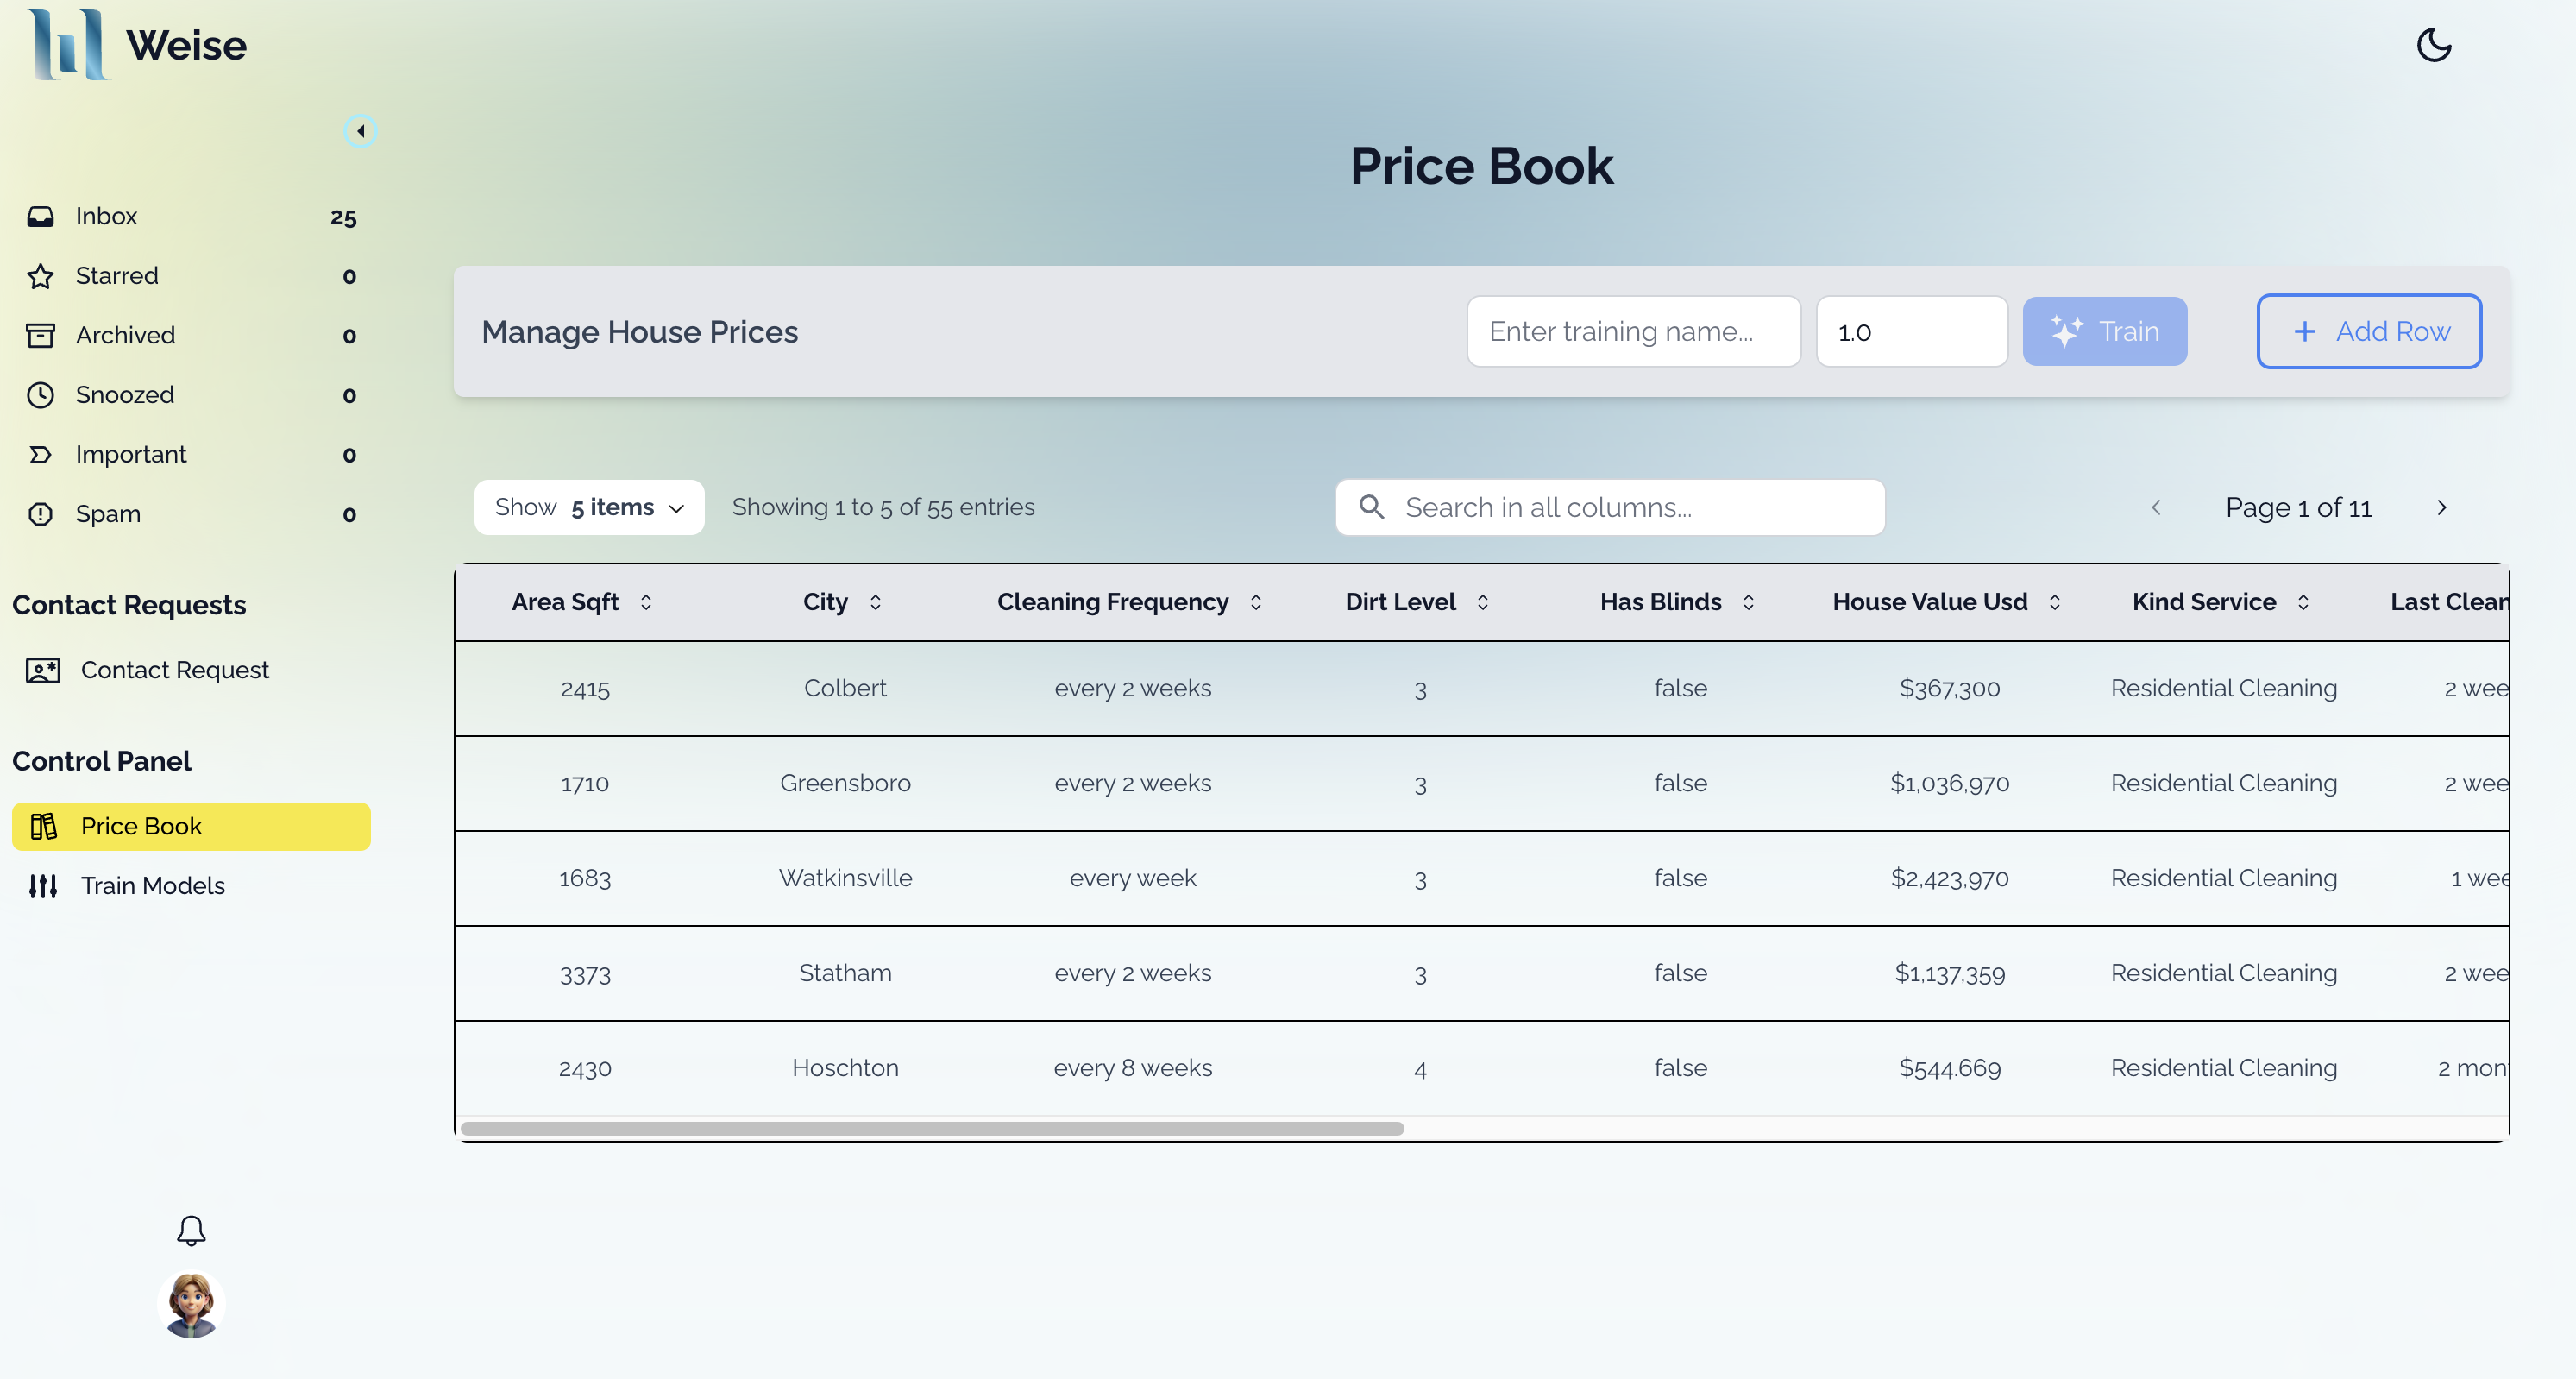 Weise
Price Book
Inbox 25
Starred 0
Archived 0
Snoozed 0
Important 0
Spam 0
Contact Requests
Contact Request
Control Panel
Price Book
Train Models
Manage House Prices Enter training name... 1.0 Train + Add Row
Show 5 items Showing 1 to 5 of 55 entries Search in all columns... Page 1 of 11
Area Sqft City Cleaning Frequency Dirt Level Has Blinds House Value Usd Kind Service Last Clean
2415 Colbert every 2 weeks 3 false $367,300 Residential Cleaning 2 wee
1710 Greensboro every 2 weeks 3 false $1,036,970 Residential Cleaning 2 wee
1683 Watkinsville every week 3 false $2,423,970 Residential Cleaning 1 wee
3373 Statham every 2 weeks 3 false $1,137,359 Residential Cleaning 2 wee
2430 Hoschton every 8 weeks 4 false $544,669 Residential Cleaning 2 mon